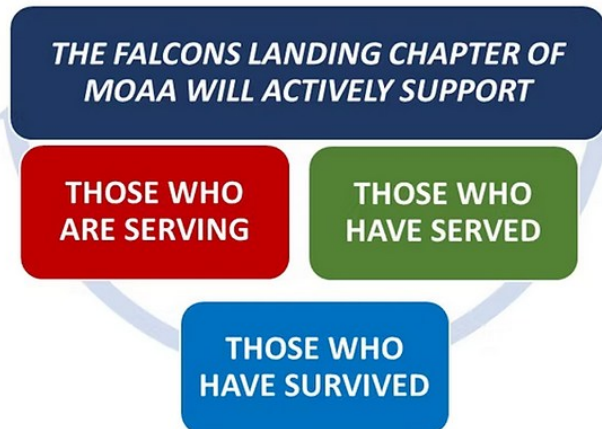 THE FALCONS LANDING CHAPTER OF
MOAA WILL ACTIVELY SUPPORT
THOSE WHO
ARE SERVING
THOSE WHO
HAVE SERVED
THOSE WHO
HAVE SURVIVED